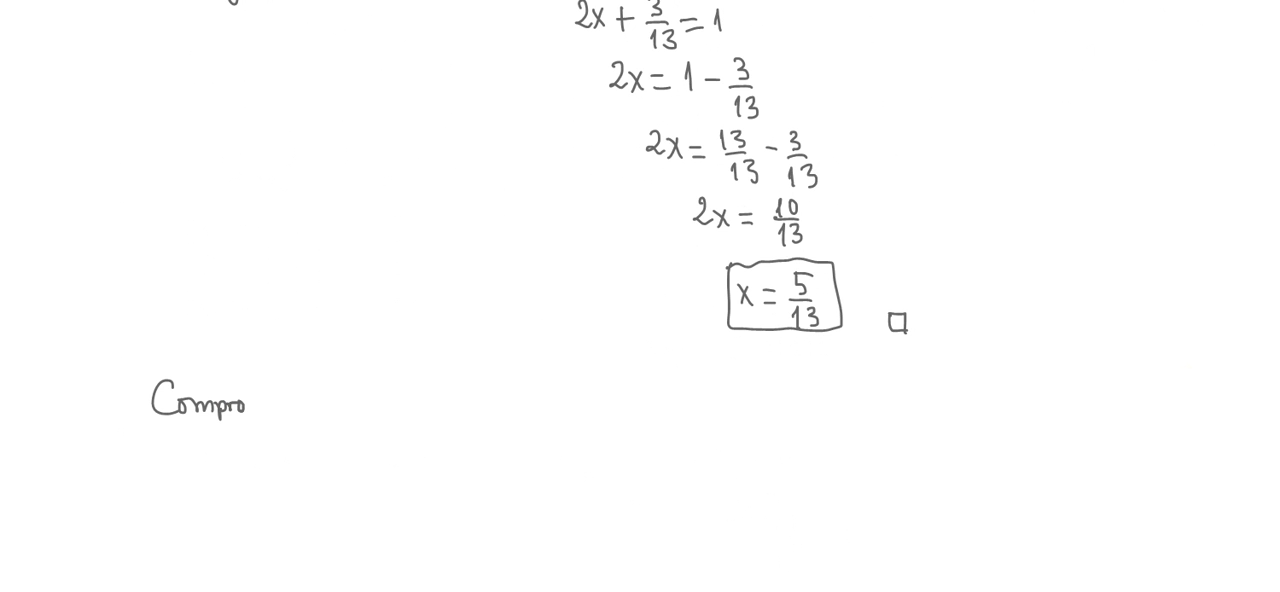 2x + 3/13 = 1
2x = 1 - 3/13
2x = 13/13 - 3/13
2x = 10/13
x = 5/13 □
Compro